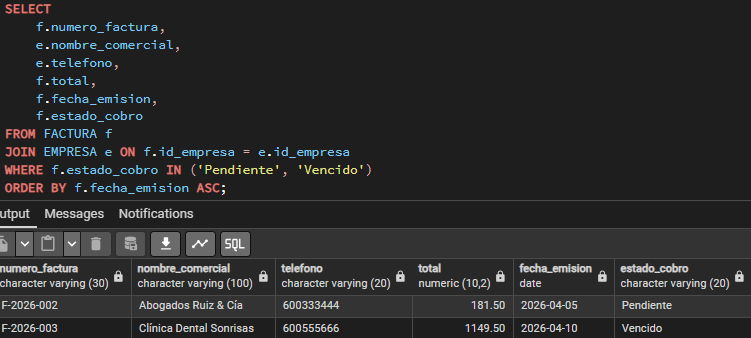 SELECT
f.numero_factura,
e.nombre_comercial,
e.telefono,
f.total,
f.fecha_emision,
f.estado_cobro
FROM FACTURA f
JOIN EMPRESA e ON f.id_empresa = e.id_empresa
WHERE f.estado_cobro IN ('Pendiente', 'Vencido')
ORDER BY f.fecha_emision ASC;
utput Messages Notifications
SQL
numero_factura nombre_comercial telefono total fecha_emision estado_cobro
character varying (30) character varying (100) character varying (20) numeric (10,2) date character varying (20)
F-2026-002 Abogados Ruiz & Cía 600333444 181.50 2026-04-05 Pendiente
F-2026-003 Clínica Dental Sonrisas 600555666 1149.50 2026-04-10 Vencido